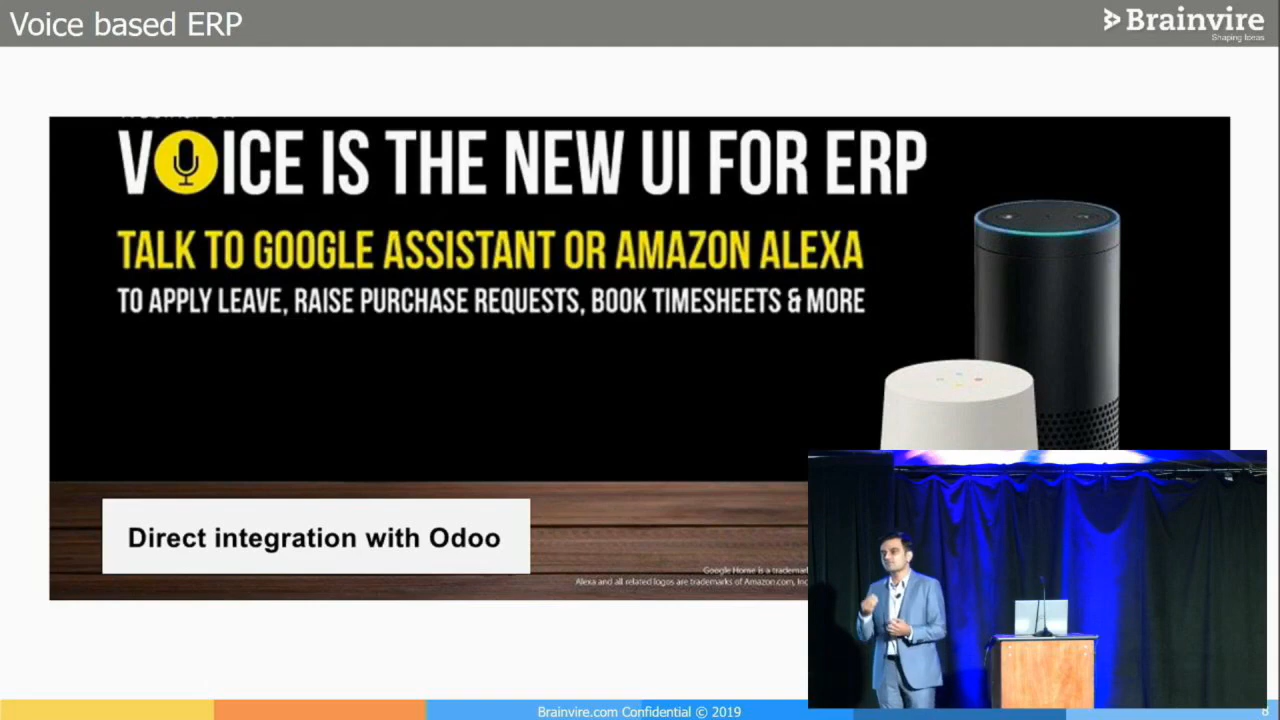 Voice based ERP
Brainvire
Shaping Ideas
VOICE IS THE NEW UI FOR ERP
TALK TO GOOGLE ASSISTANT OR AMAZON ALEXA
TO APPLY LEAVE, RAISE PURCHASE REQUESTS, BOOK TIMESHEETS & MORE
Direct integration with Odoo
Google Home is a
Alexa and all related logos are trademarks of Amazon.com,
Brainvire.com Confidential © 2019
8